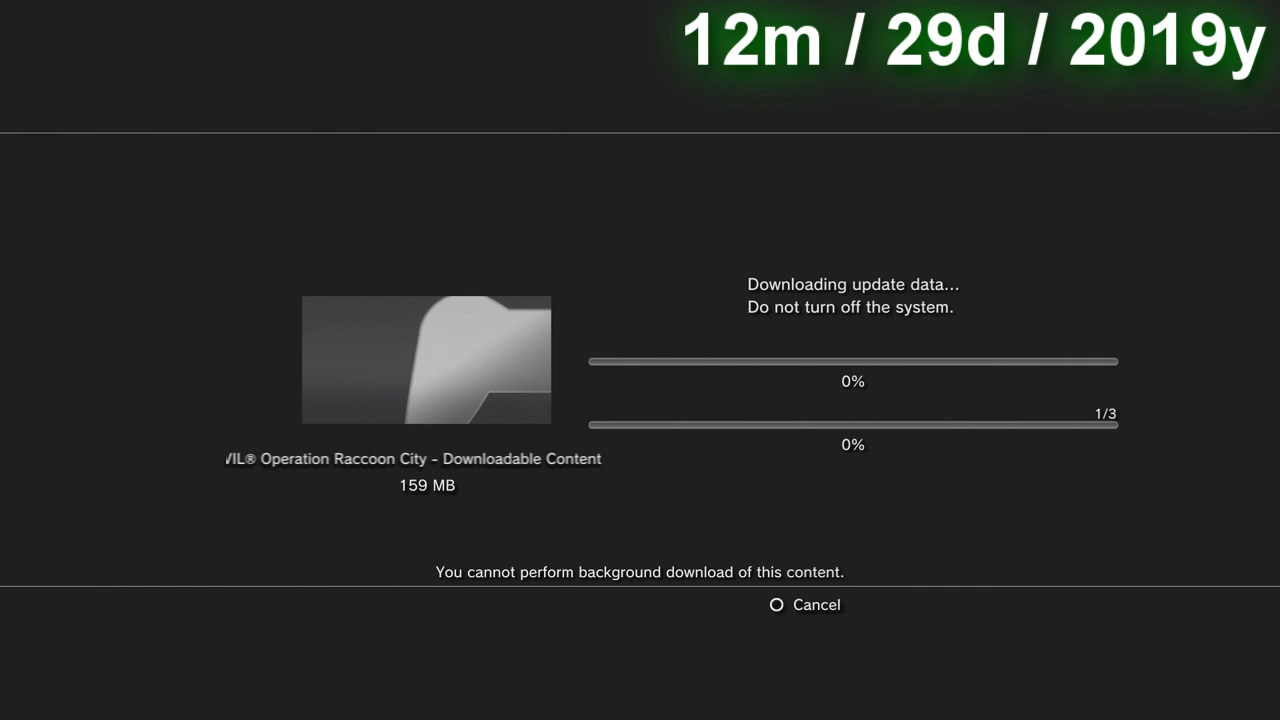 12m / 29d / 2019y
Downloading update data...
Do not turn off the system.
0%
1/3
0%
VIL® Operation Raccoon City - Downloadable Content
159 MB
You cannot perform background download of this content.
Cancel